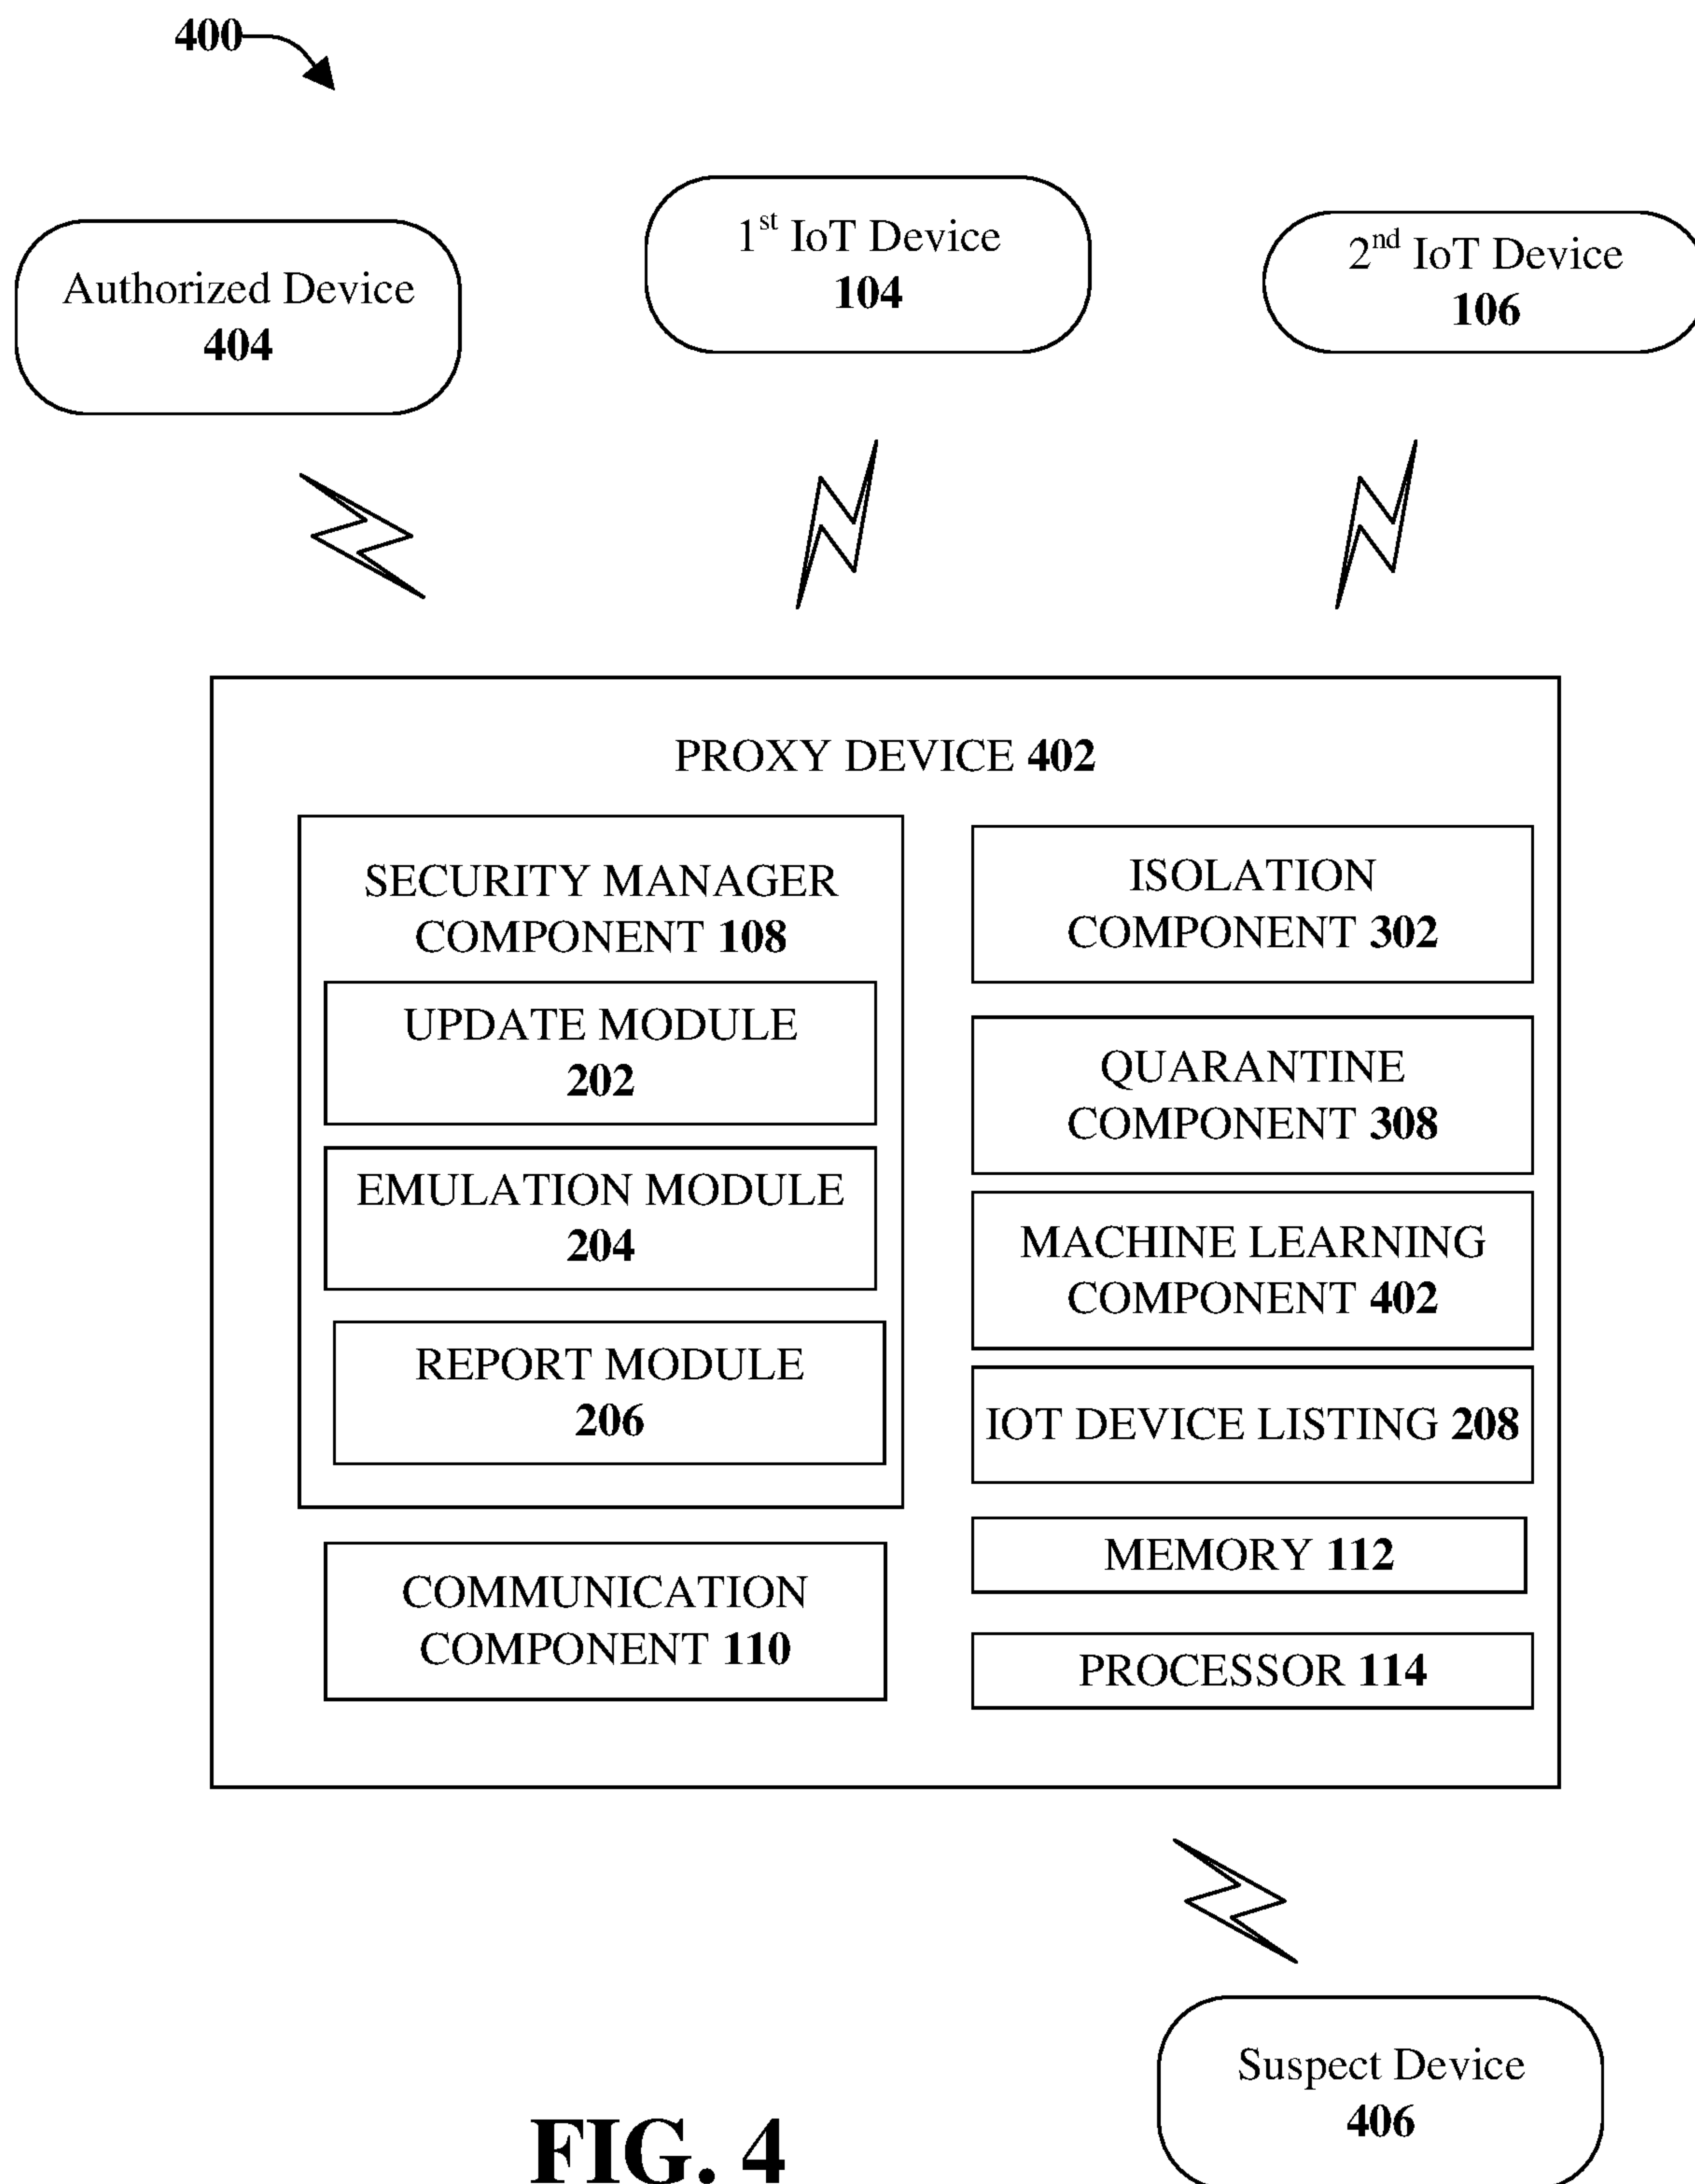 400
Authorized Device
404
1st IoT Device
104
2nd IoT Device
106
PROXY DEVICE 402
SECURITY MANAGER
COMPONENT 108
UPDATE MODULE
202
EMULATION MODULE
204
REPORT MODULE
206
COMMUNICATION
COMPONENT 110
ISOLATION
COMPONENT 302
QUARANTINE
COMPONENT 308
MACHINE LEARNING
COMPONENT 402
IOT DEVICE LISTING 208
MEMORY 112
PROCESSOR 114
Suspect Device
406
FIG. 4